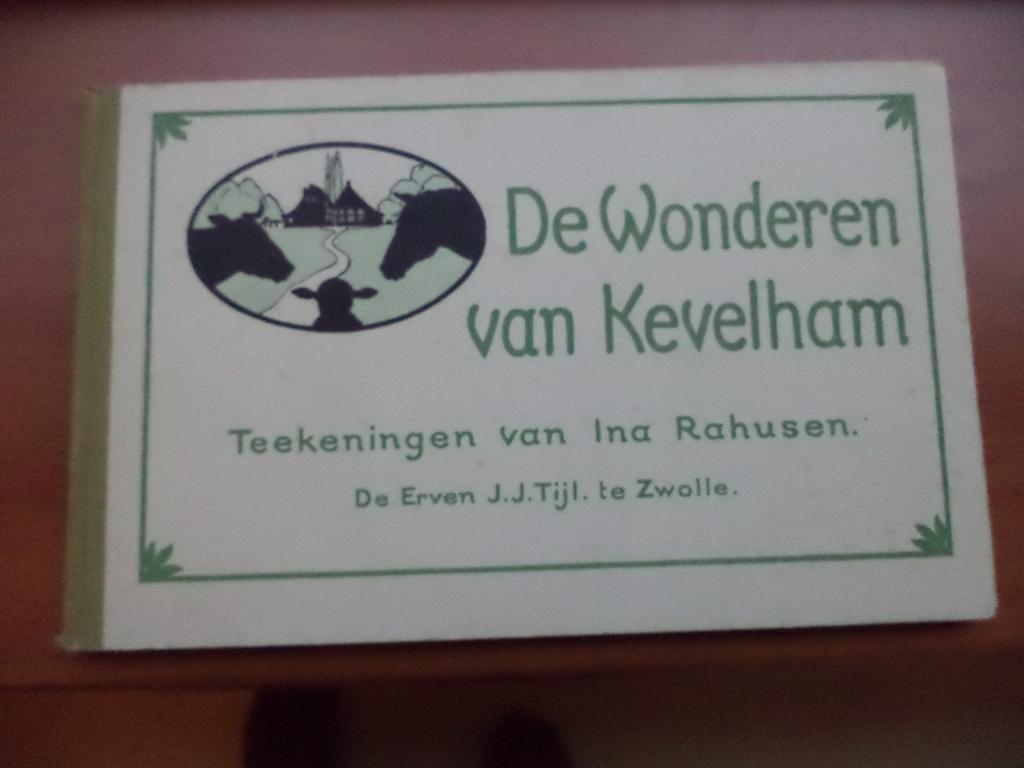 De Wonderen
van Kevelham
Teekeningen van Ina Rahusen.
De Erven J.J.Tijl. te Zwolle.